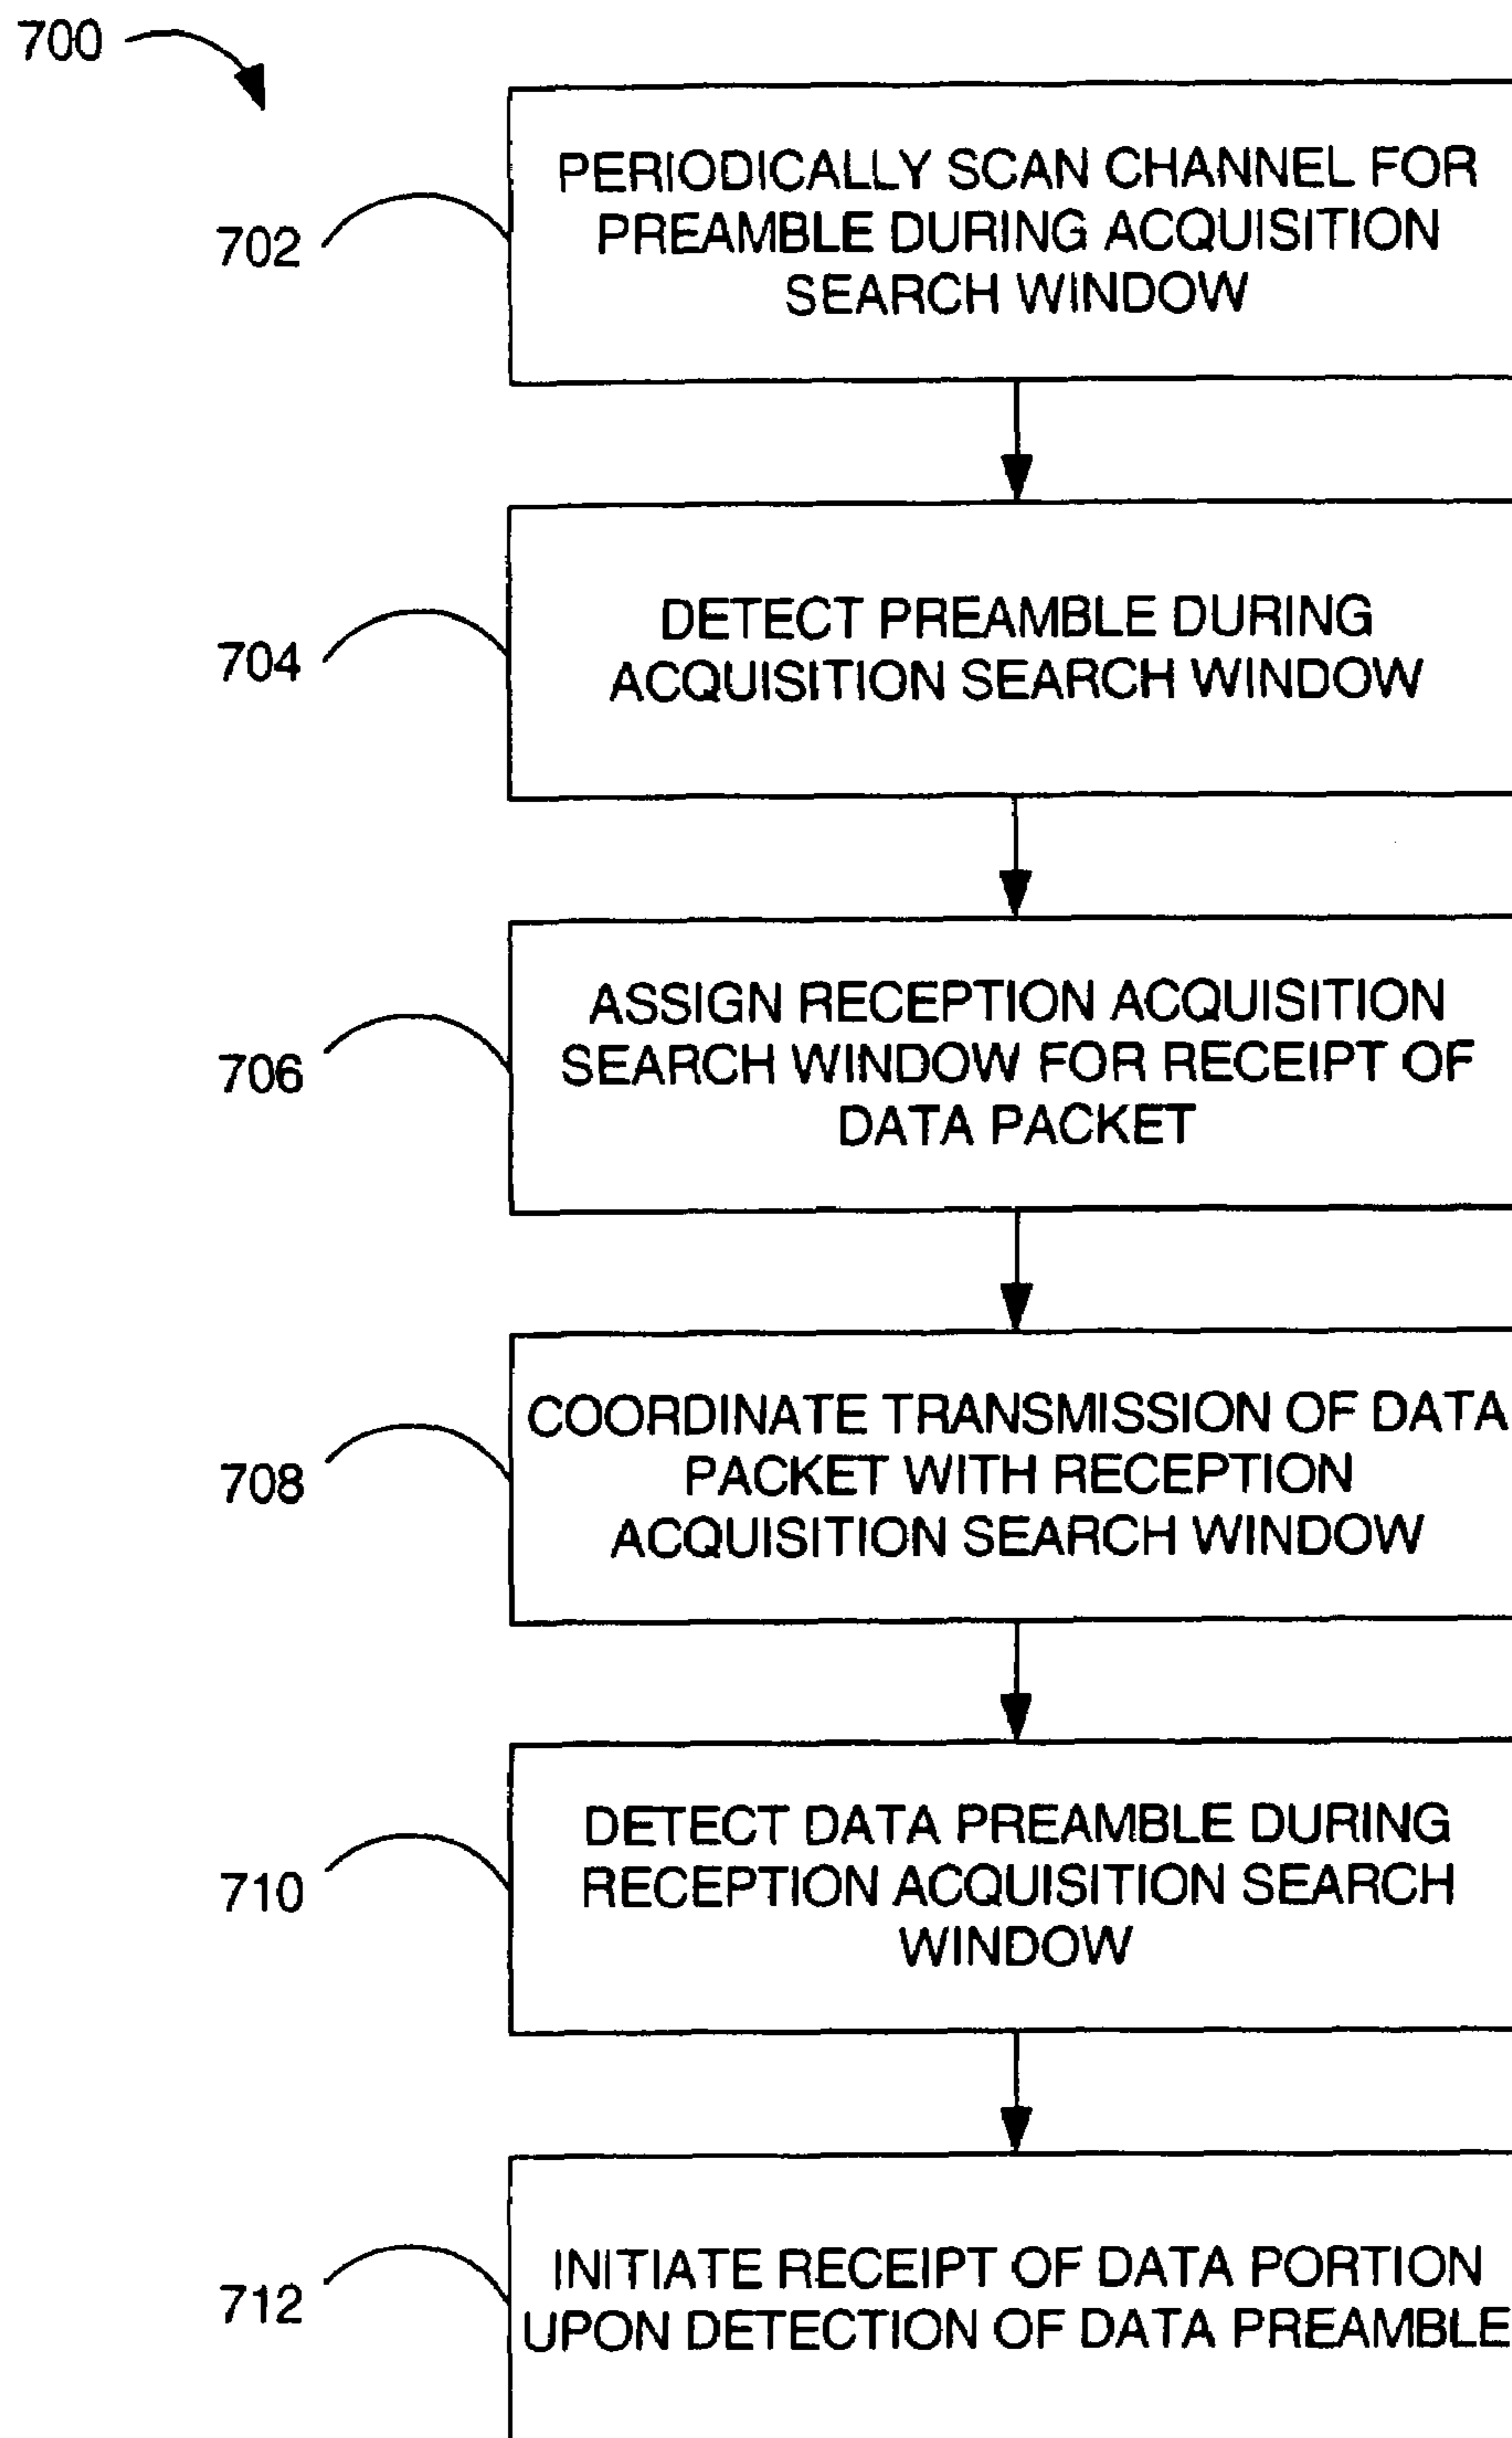 700
702
PERIODICALLY SCAN CHANNEL FOR
PREAMBLE DURING ACQUISITION
SEARCH WINDOW
704
DETECT PREAMBLE DURING
ACQUISITION SEARCH WINDOW
706
ASSIGN RECEPTION ACQUISITION
SEARCH WINDOW FOR RECEIPT OF
DATA PACKET
708
COORDINATE TRANSMISSION OF DATA
PACKET WITH RECEPTION
ACQUISITION SEARCH WINDOW
710
DETECT DATA PREAMBLE DURING
RECEPTION ACQUISITION SEARCH
WINDOW
712
INITIATE RECEIPT OF DATA PORTION
UPON DETECTION OF DATA PREAMBLE